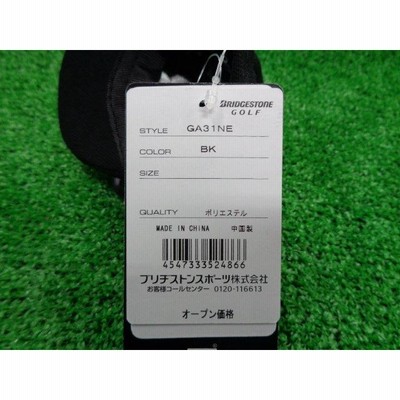 BRIDGESTONE
GOLF
STYLE GA31NE
COLOR BK
SIZE
QUALITY ポリエステル
MADE IN CHINA 中国製
4547333524866
ブリヂストンスポーツ株式会社
お客様コールセンター 0120-116613
オープン価格